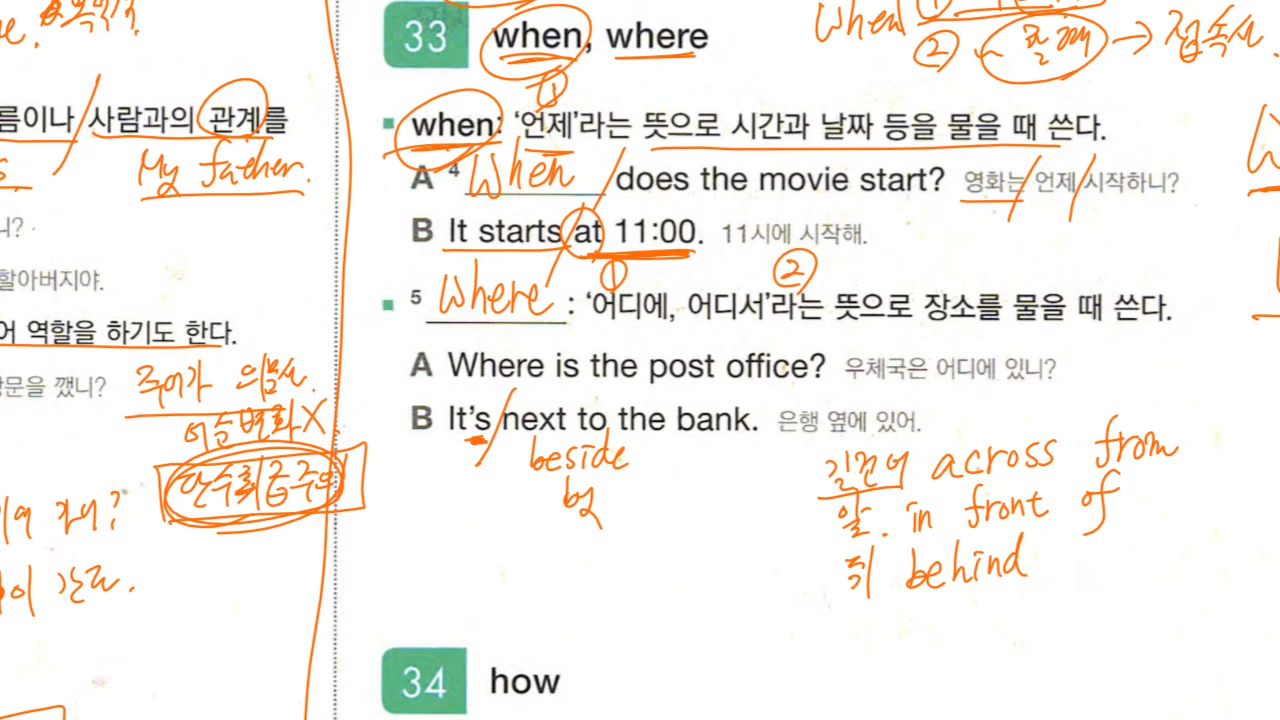 름이나 사람과의 관계를
My father.
니?
할아버지야.
어 역할을 하기도 한다.
문을 깼니? 주어가 의문사.
어순변화X
단수취급주의
33 when, where
①
When
② 줄 때 → 접속사.
when: ‘언제’라는 뜻으로 시간과 날짜 등을 물을 때 쓴다.
A 4 When does the movie start? 영화는 언제 시작하니?
B It starts at 11:00. 11시에 시작해.
① ②
5 Where : ‘어디에, 어디서’라는 뜻으로 장소를 물을 때 쓴다.
A Where is the post office? 우체국은 어디에 있니?
B It’s next to the bank. 은행 옆에 있어.
beside
by
길건너 across from
앞. in front of
뒤 behind
34 how